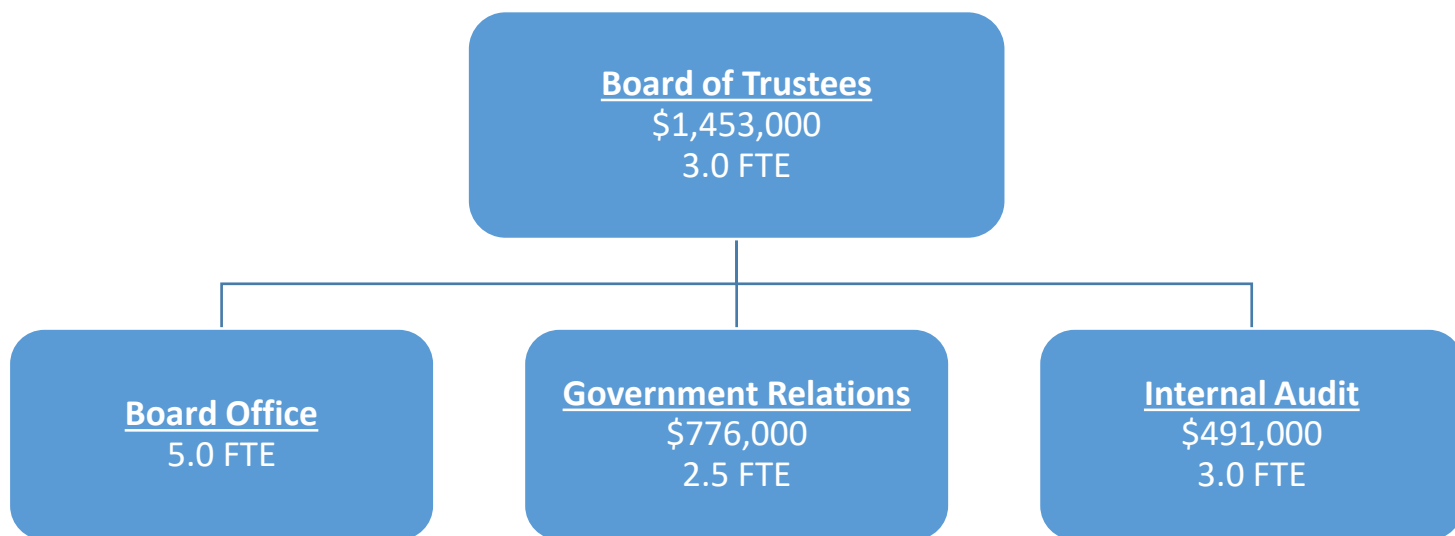 Board of Trustees
$1,453,000
3.0 FTE
Board Office
5.0 FTE
Government Relations
$776,000
2.5 FTE
Internal Audit
$491,000
3.0 FTE